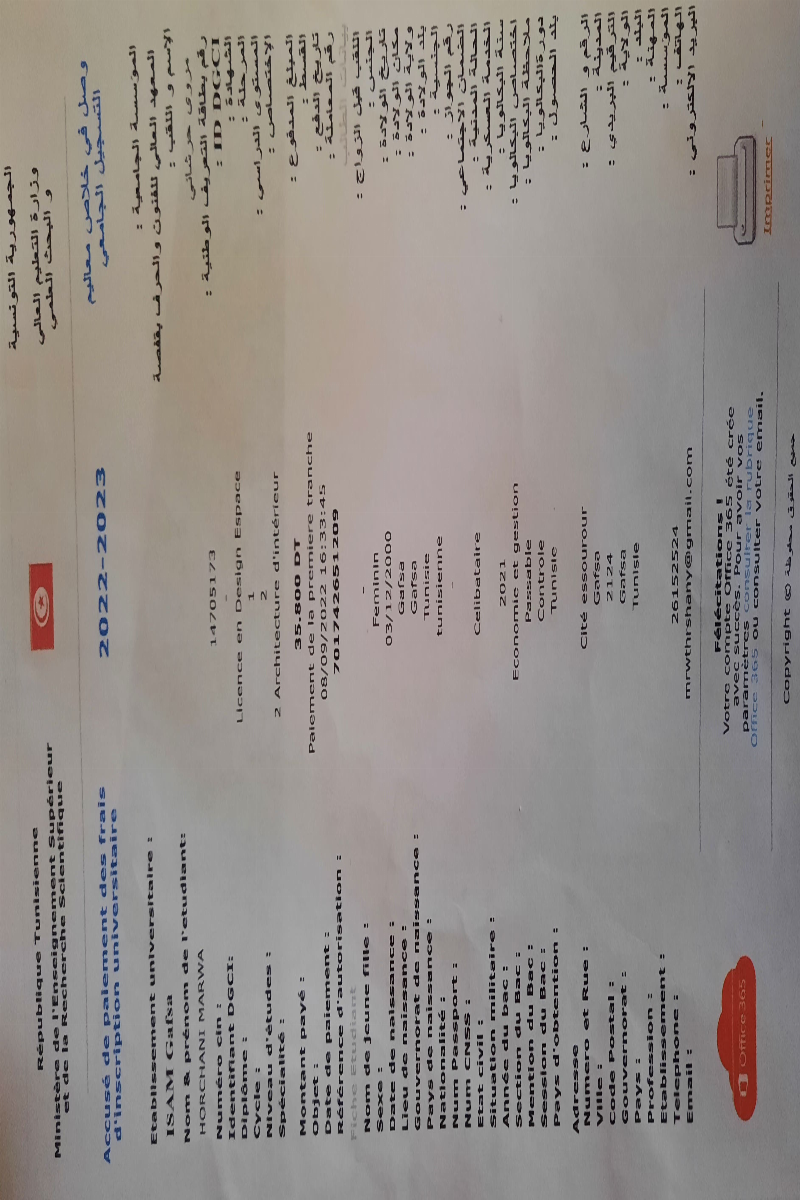 République Tunisienne
Ministère de l'Enseignement Supérieur
et de la Recherche Scientifique
الجمهورية التونسية
وزارة التعليم العالي
و البحث العلمي
Accusé de paiement des frais
d'inscription universitaire
2022-2023
وصل في خلاص معاليم
التسجيل الجامعي
Etablissement universitaire : المؤسسة الجامعية :
ISAM Gafsa المعهد العالي للفنون و الحرف بقفصة
Nom & prénom de l'etudiant: الإسم و اللقب :
HORCHANI MARWA مروى حرشاني
Numéro cin : 14705173 رقم بطاقة التعريف الوطنية :
Identifiant DGCI: - ID DGCI :
Diplôme : Licence en Design Espace الشهادة :
Cycle : 1 المرحلة :
Niveau d'études : 2 المستوى الدراسي :
Spécialité : 2 Architecture d'intérieur الاختصاص :
Montant payé : 35.800 DT المبلغ المدفوع :
Objet : Paiement de la premiere tranche القسط :
Date de paiement : 08/09/2022 16:33:45 تاريخ الدفع :
Référence d'autorisation : 701742651209 رقم المعاملة :
Fiche Etudiant
Nom de jeune fille : - اللقب قبل الزواج :
Sexe : Feminin الجنس :
Date de naissance : 03/12/2000 تاريخ الولادة :
Lieu de naissance : Gafsa مكان الولادة :
Gouvernorat de naissance : Gafsa ولاية الولادة :
Pays de naissance : Tunisie بلد الولادة :
Nationalité : tunisienne الجنسية :
Num Passport : - رقم الجواز :
Num CNSS : الضمان الاجتماعي :
Etat civil : Celibataire الحالة المدنية :
Situation militaire : الخدمة العسكرية :
Année du bac : 2021 سنة البكالوريا :
Section du Bac : Economie et gestion اختصاص البكالوريا :
Mention du Bac : Passable ملاحظة البكالوريا :
Session du Bac : Controle دورة البكالوريا :
Pays d'obtention : Tunisie بلد الحصول :
Adresse
Numero et Rue : Cité essourour الرقم و الشارع :
Ville : Gafsa المدينة :
Code Postal : 2124 الترقيم البريدي :
Gouvernorat : Gafsa الولاية :
Pays : Tunisie البلد :
Profession : المهنة :
Etablissement : المؤسسة :
Telephone : 26152524 الهاتف :
Email : mrwthrshany@gmail.com البريد الالكتروني :
Office 365
Félécitations !
Votre compte Office 365 été crée
avec succès. Pour avoir vos
paramètres consulter la rubrique
Office 365 ou consulter votre email.
Imprimer
Copyright © جميع الحقوق محفوظة